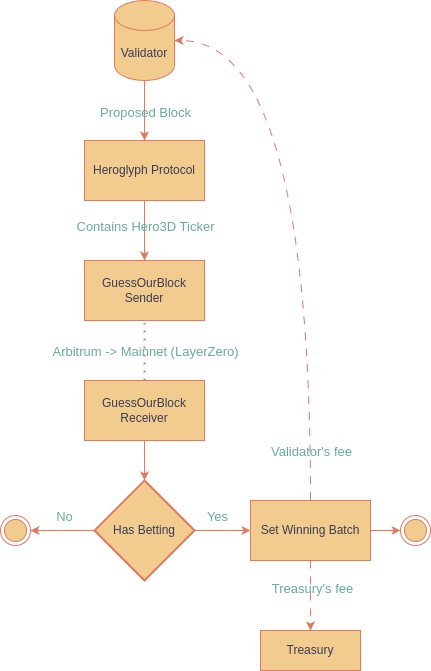 Validator
Proposed Block
Heroglyph Protocol
Contains Hero3D Ticker
GuessOurBlock
Sender
Arbitrum -> Mainnet (LayerZero)
GuessOurBlock
Receiver
Validator's fee
No
Has Betting
Yes
Set Winning Batch
Treasury's fee
Treasury